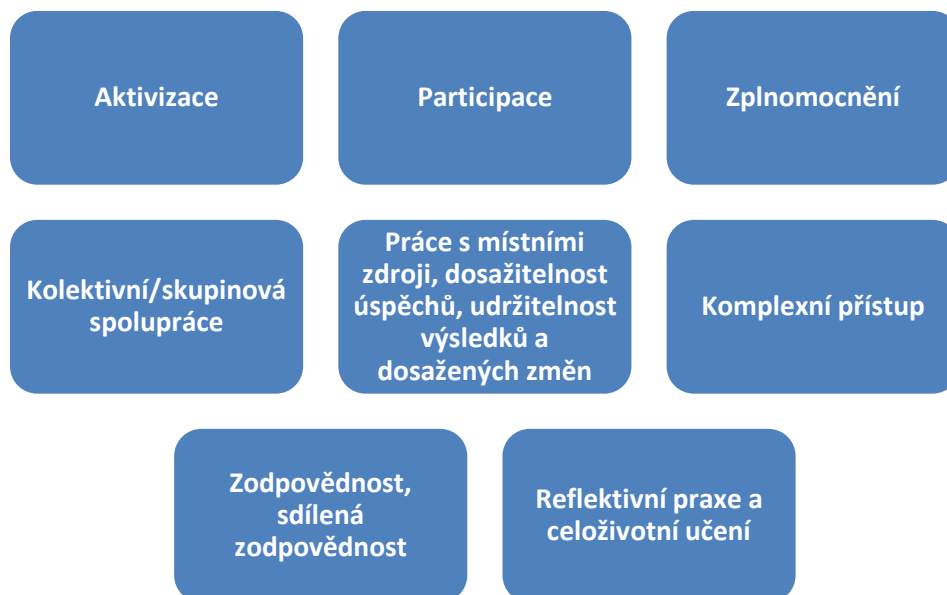 Aktivizace
Participace
Zplnomocnění
Kolektivní/skupinová
spolupráce
Práce s místními
zdroji, dosažitelnost
úspěchů, udržitelnost
výsledků a
dosažených změn
Komplexní přístup
Zodpovědnost,
sdílená
zodpovědnost
Reflektivní praxe a
celoživotní učení